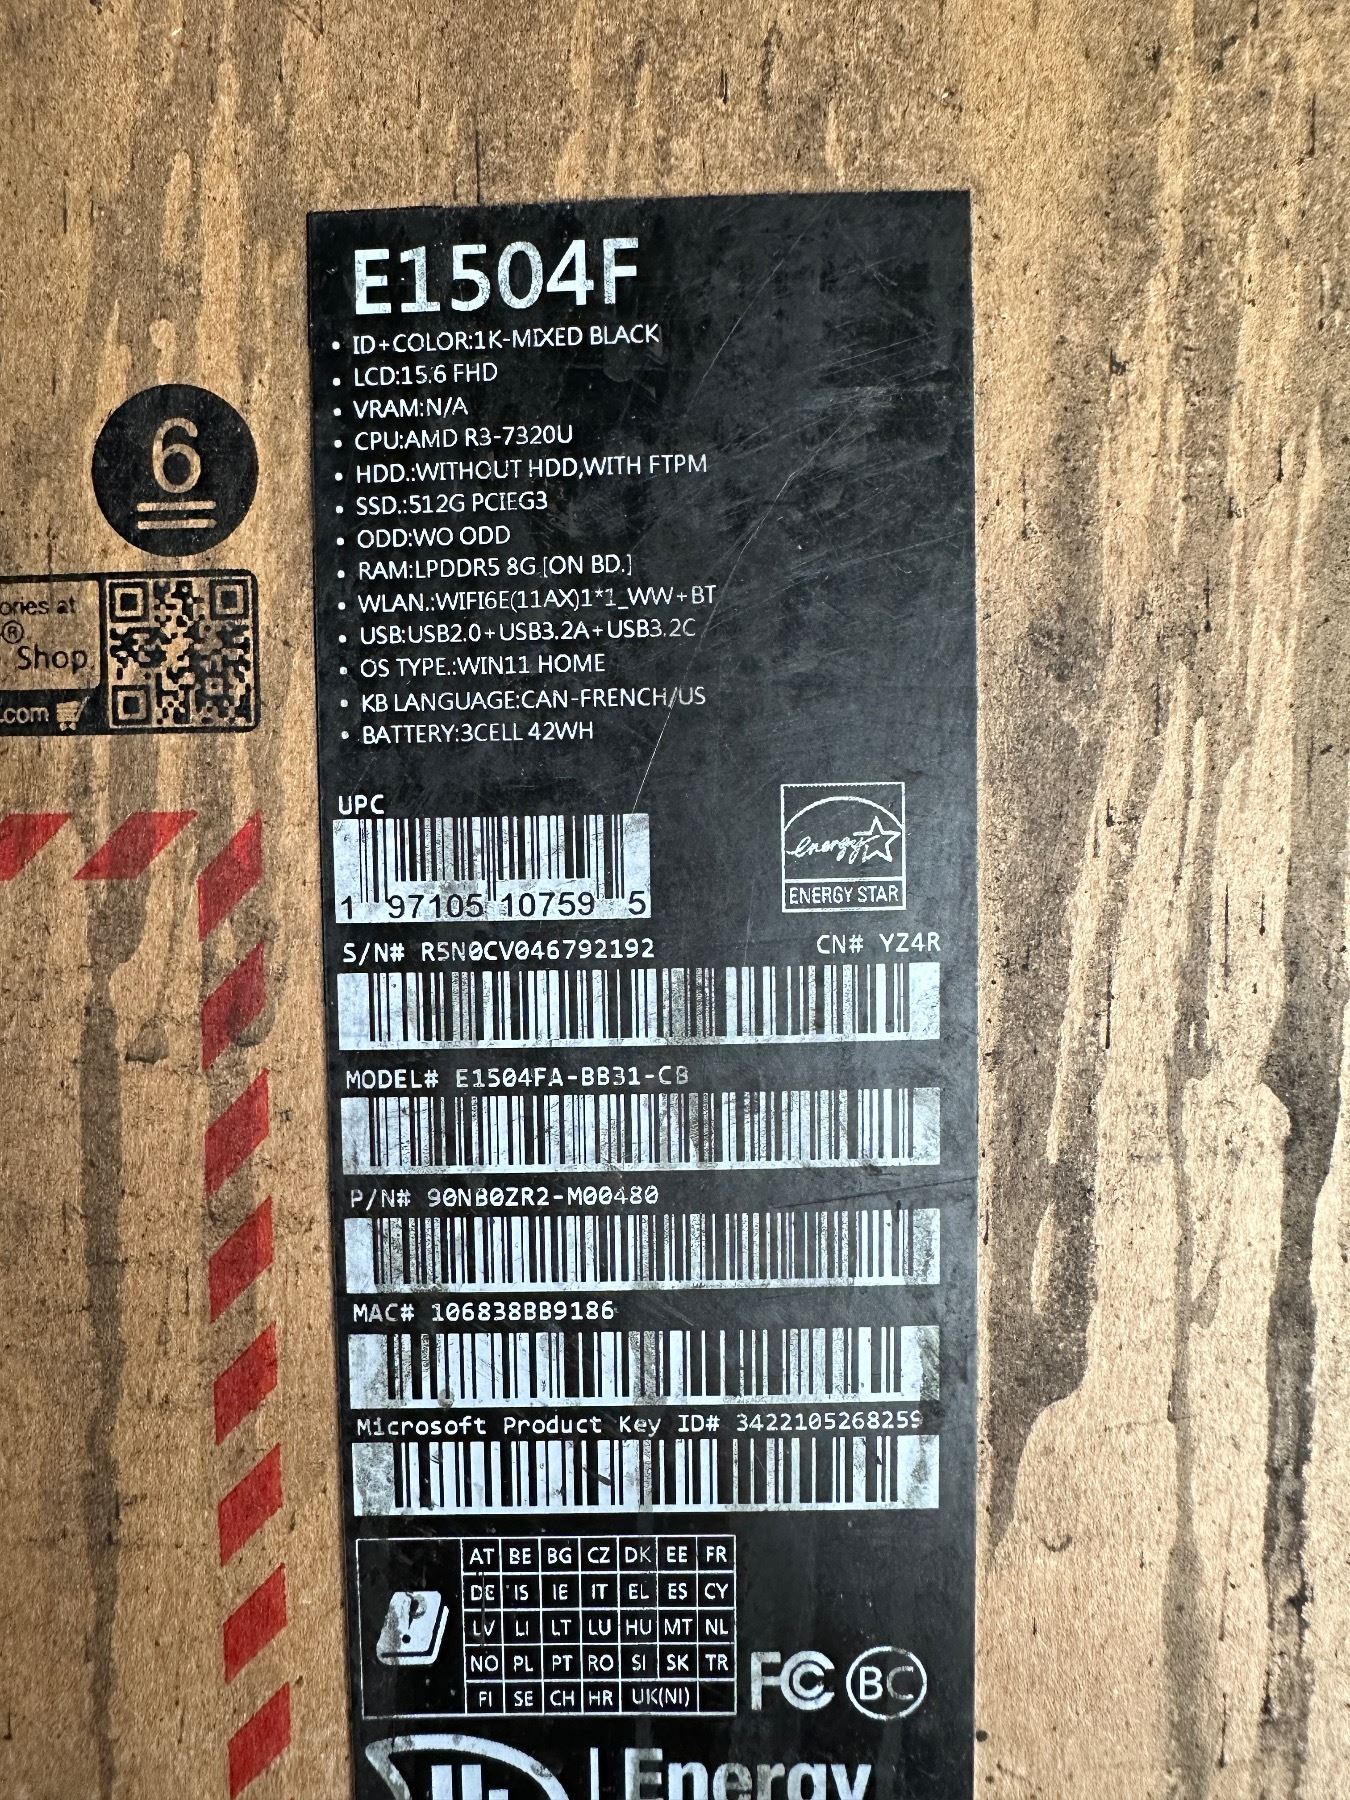 E1504F
• ID+COLOR:1K-MIXED BLACK
• LCD:15.6 FHD
• VRAM:N/A
• CPU:AMD R3-7320U
• HDD.:WITHOUT HDD,WITH FTPM
• SSD.:512G PCIEG3
• ODD:WO ODD
• RAM:LPDDR5 8G [ON BD.]
• WLAN.:WIFI6E(11AX)1*1_WW+BT
• USB:USB2.0+USB3.2A+USB3.2C
• OS TYPE.:WIN11 HOME
• KB LANGUAGE:CAN-FRENCH/US
• BATTERY:3CELL 42WH
6
at
®
Shop
.com
UPC
1 97105 10759 5
energy
ENERGY STAR
S/N# R5N0CV046792192 CN# YZ4R
MODEL# E1504FA-BB31-CB
P/N# 90NB0ZR2-M00480
MAC# 106838BB9186
Microsoft Product Key ID# 3422105268259
AT BE BG CZ DK EE FR
DE IS IE IT EL ES CY
LV LI LT LU HU MT NL
NO PL PT RO SI SK TR
FI SE CH HR UK(NI)
FC BC
Energy